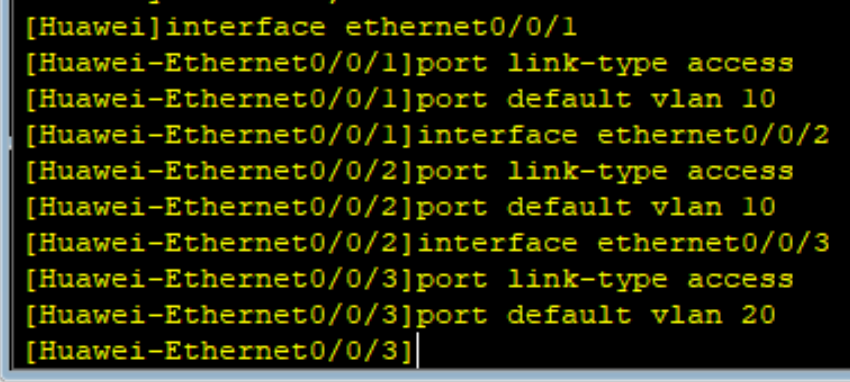 [Huawei]interface ethernet0/0/1
[Huawei-Ethernet0/0/1]port link-type access
[Huawei-Ethernet0/0/1]port default vlan 10
[Huawei-Ethernet0/0/1]interface ethernet0/0/2
[Huawei-Ethernet0/0/2]port link-type access
[Huawei-Ethernet0/0/2]port default vlan 10
[Huawei-Ethernet0/0/2]interface ethernet0/0/3
[Huawei-Ethernet0/0/3]port link-type access
[Huawei-Ethernet0/0/3]port default vlan 20
[Huawei-Ethernet0/0/3]